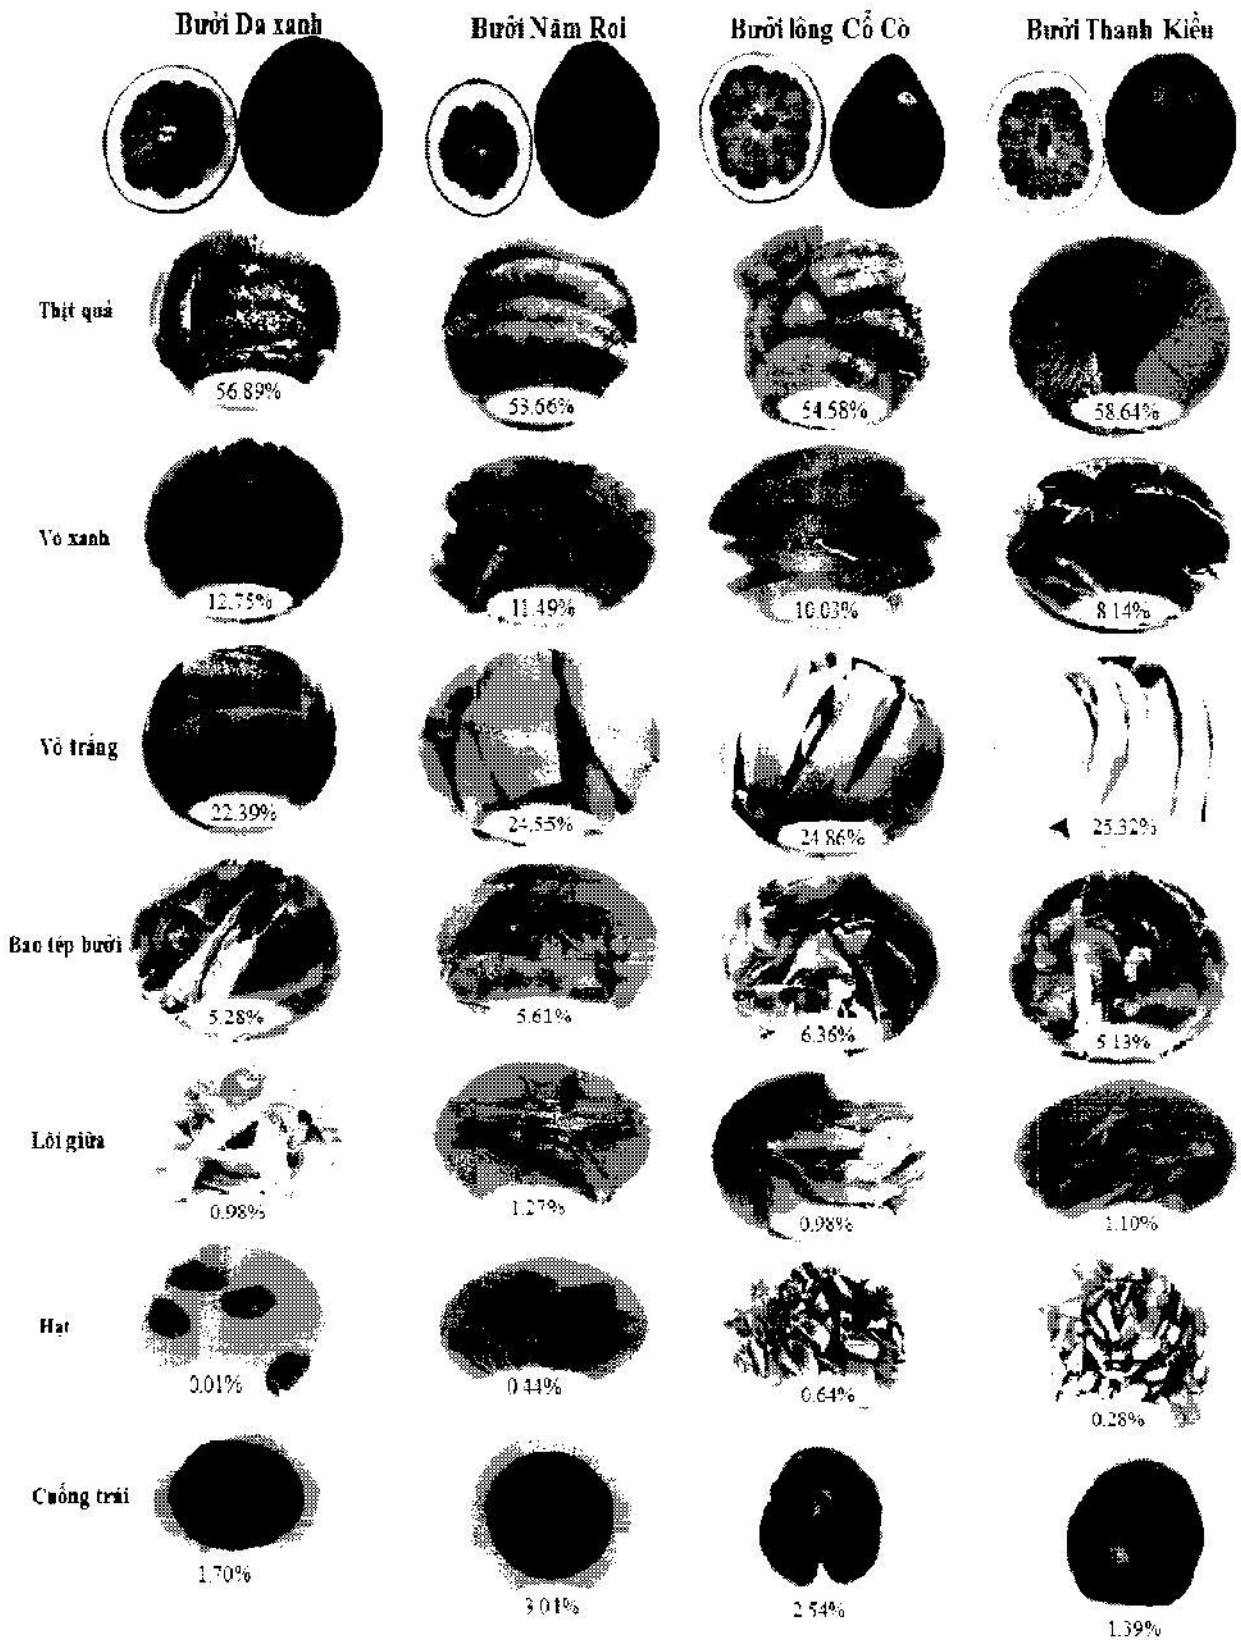 Bưởi Da xanh Bưởi Năm Roi Bưởi lông Cổ Cò Bưởi Thanh Kiều
Thịt quả
56.89% 53.66% 54.58% 58.64%
Vỏ xanh
12.75% 11.49% 10.03% 8.14%
Vỏ trắng
22.39% 24.55% 24.86% 25.32%
Bao tép bưởi
5.28% 5.61% 6.36% 5.13%
Lõi giữa
0.98% 1.27% 0.98% 1.10%
Hạt
0.01% 0.44% 0.64% 0.28%
Cuống trái
1.70% 3.01% 2.54% 1.39%